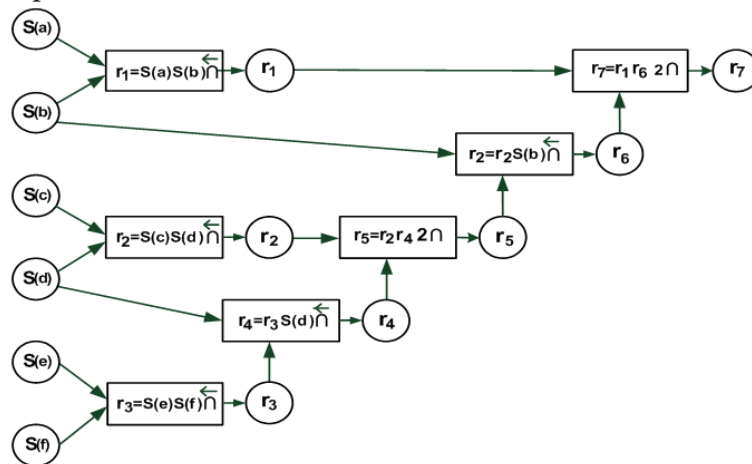 S(a)
r₁=S(a)S(b)∩⃖
r₁
r₇=r₁r₆ 2∩
r₇
S(b)
r₂=r₂S(b)∩⃖
r₆
S(c)
r₂=S(c)S(d)∩⃖
r₂
r₅=r₂r₄ 2∩
r₅
S(d)
r₄=r₃S(d)∩⃖
r₄
S(e)
r₃=S(e)S(f)∩⃖
r₃
S(f)